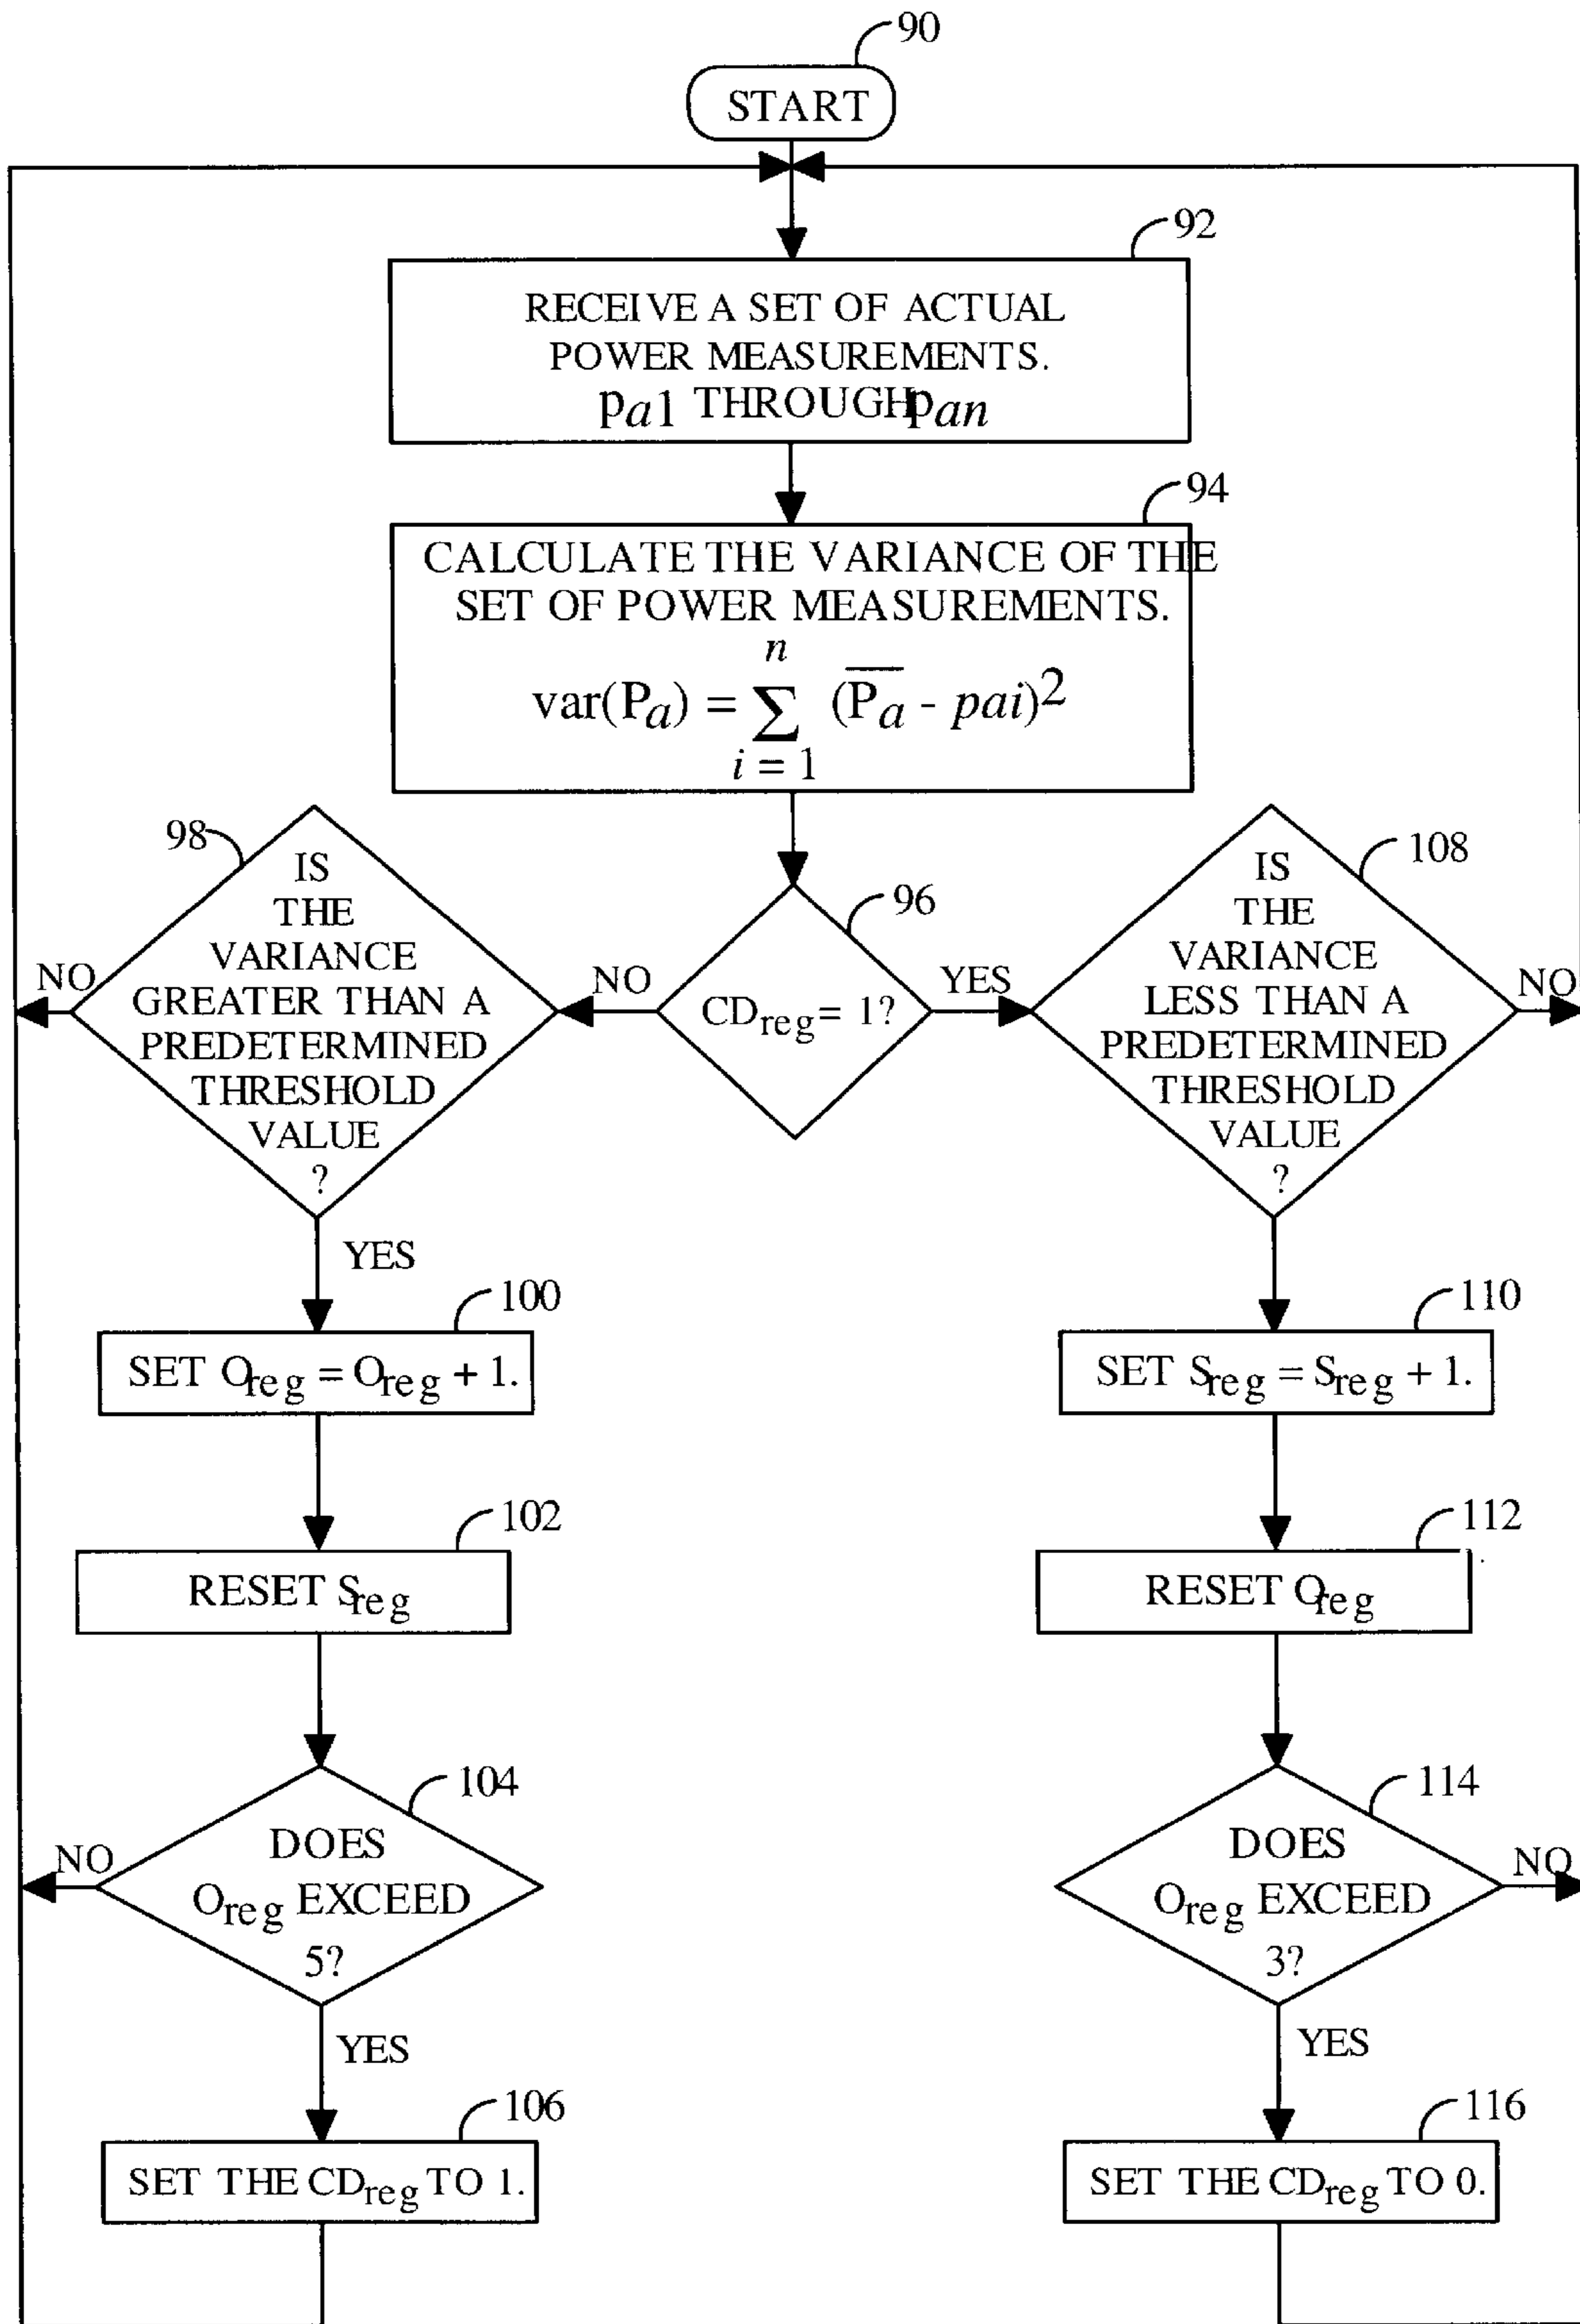 90
START
92
RECEIVE A SET OF ACTUAL
POWER MEASUREMENTS.
pa1 THROUGH pan
94
CALCULATE THE VARIANCE OF THE
SET OF POWER MEASUREMENTS.
n
var(Pa) = ∑ (P̅a̅ - pai)²
i = 1
98
IS
THE
VARIANCE
GREATER THAN A
PREDETERMINED
THRESHOLD
VALUE
?
NO
YES
96
CDreg = 1?
NO
YES
108
IS
THE
VARIANCE
LESS THAN A
PREDETERMINED
THRESHOLD
VALUE
?
NO
100
SET Oreg = Oreg + 1.
102
RESET Sreg
104
DOES
Oreg EXCEED
5?
NO
YES
106
SET THE CDreg TO 1.
110
SET Sreg = Sreg + 1.
112
RESET Oreg
114
DOES
Oreg EXCEED
3?
NO
YES
116
SET THE CDreg TO 0.